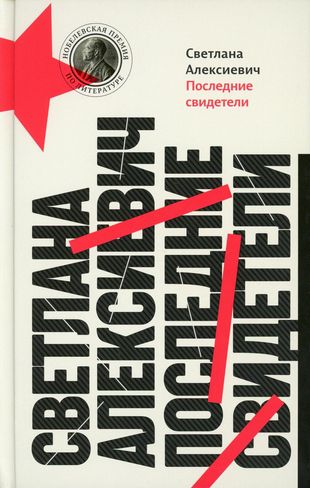 НОБЕЛЕВСКАЯ ПРЕМИЯ
ПО ЛИТЕРАТУРЕ
Светлана
Алексиевич
Последние
свидетели
СВЕТЛАНА
АЛЕКСИЕВИЧ
ПОСЛЕДНИЕ
СВИДЕТЕЛИ